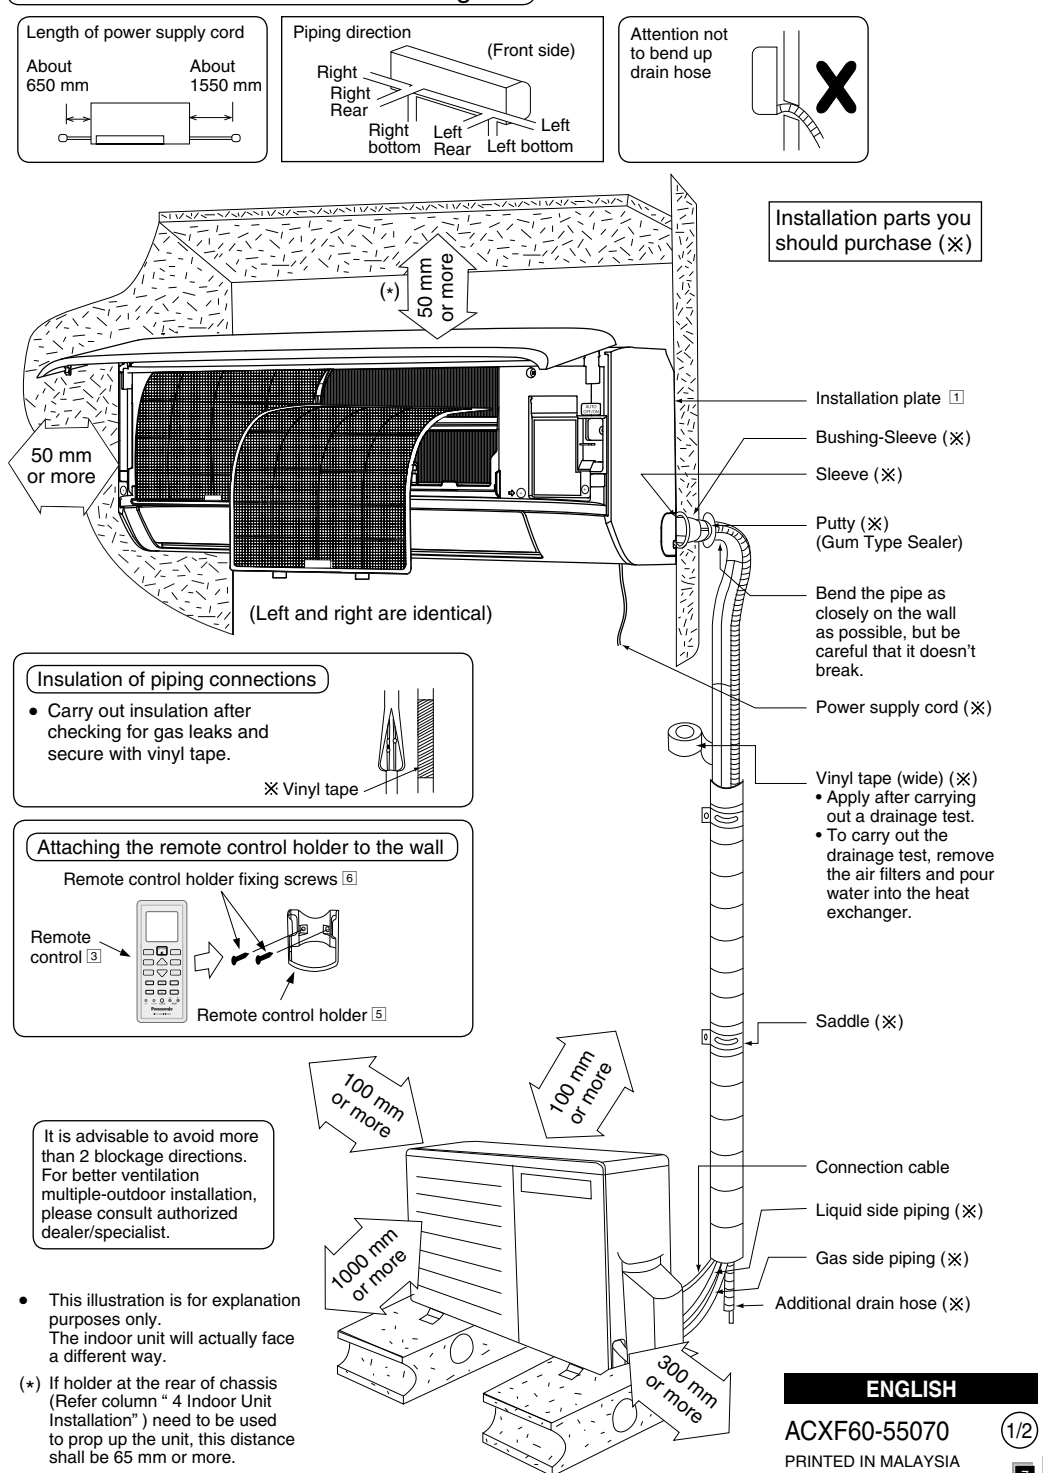 Length of power supply cord
About
650 mm
About
1550 mm
Piping direction
(Front side)
Right
Right
Rear
Right
bottom
Left
Rear
Left
Left bottom
Attention not
to bend up
drain hose
Installation parts you
should purchase (※)
(*)
50 mm
or more
50 mm
or more
AUTO
OFF/ON
(Left and right are identical)
Installation plate 1
Bushing-Sleeve (※)
Sleeve (※)
Putty (※)
(Gum Type Sealer)
Bend the pipe as
closely on the wall
as possible, but be
careful that it doesn't
break.
Power supply cord (※)
Vinyl tape (wide) (※)
• Apply after carrying
out a drainage test.
• To carry out the
drainage test, remove
the air filters and pour
water into the heat
exchanger.
Saddle (※)
Connection cable
Liquid side piping (※)
Gas side piping (※)
Additional drain hose (※)
Insulation of piping connections
• Carry out insulation after
checking for gas leaks and
secure with vinyl tape.
※ Vinyl tape
Attaching the remote control holder to the wall
Remote control holder fixing screws 6
Remote
control 3
Panasonic
Remote control holder 5
100 mm
or more
100 mm
or more
1000 mm
or more
300 mm
or more
It is advisable to avoid more
than 2 blockage directions.
For better ventilation
multiple-outdoor installation,
please consult authorized
dealer/specialist.
• This illustration is for explanation
purposes only.
The indoor unit will actually face
a different way.
(*) If holder at the rear of chassis
(Refer column “ 4 Indoor Unit
Installation” ) need to be used
to prop up the unit, this distance
shall be 65 mm or more.
ENGLISH
ACXF60-55070
1/2
PRINTED IN MALAYSIA